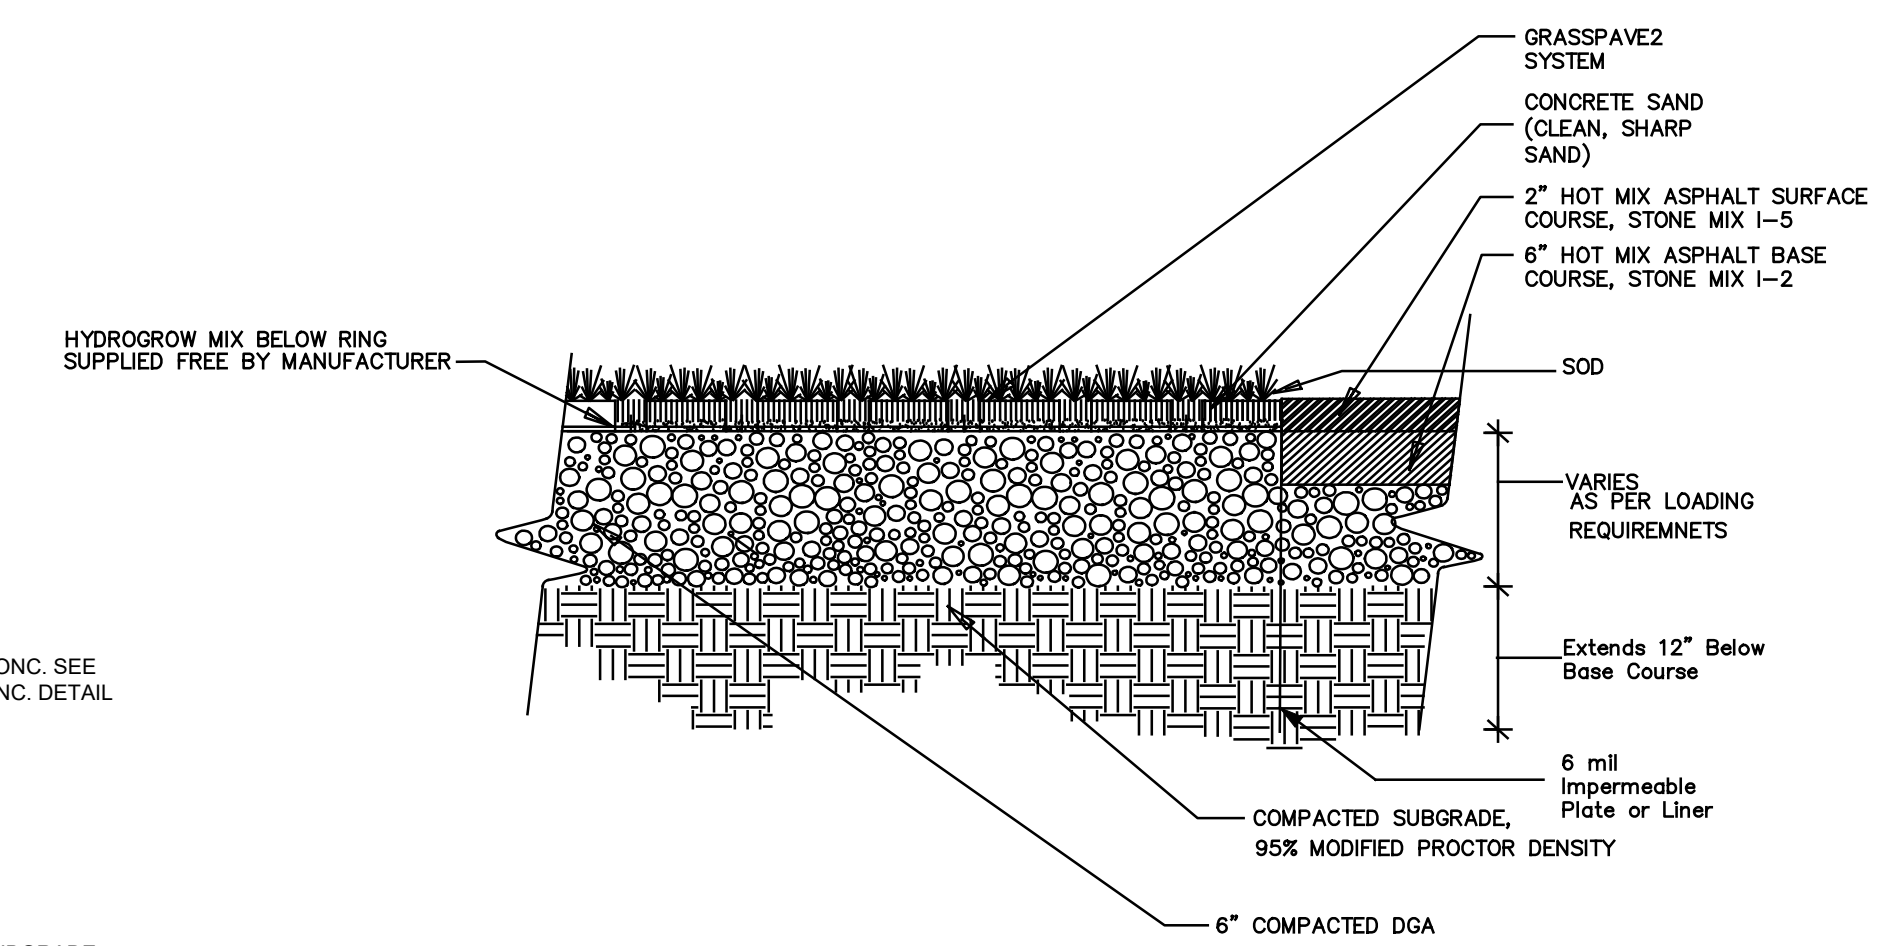 GRASSPAVE2
SYSTEM
CONCRETE SAND
(CLEAN, SHARP
SAND)
2" HOT MIX ASPHALT SURFACE
COURSE, STONE MIX I-5
6" HOT MIX ASPHALT BASE
COURSE, STONE MIX I-2
HYDROGROW MIX BELOW RING
SUPPLIED FREE BY MANUFACTURER
SOD
VARIES
AS PER LOADING
REQUIREMNETS
Extends 12" Below
Base Course
ONC. SEE
NC. DETAIL
6 mil
Impermeable
Plate or Liner
COMPACTED SUBGRADE,
95% MODIFIED PROCTOR DENSITY
6" COMPACTED DGA